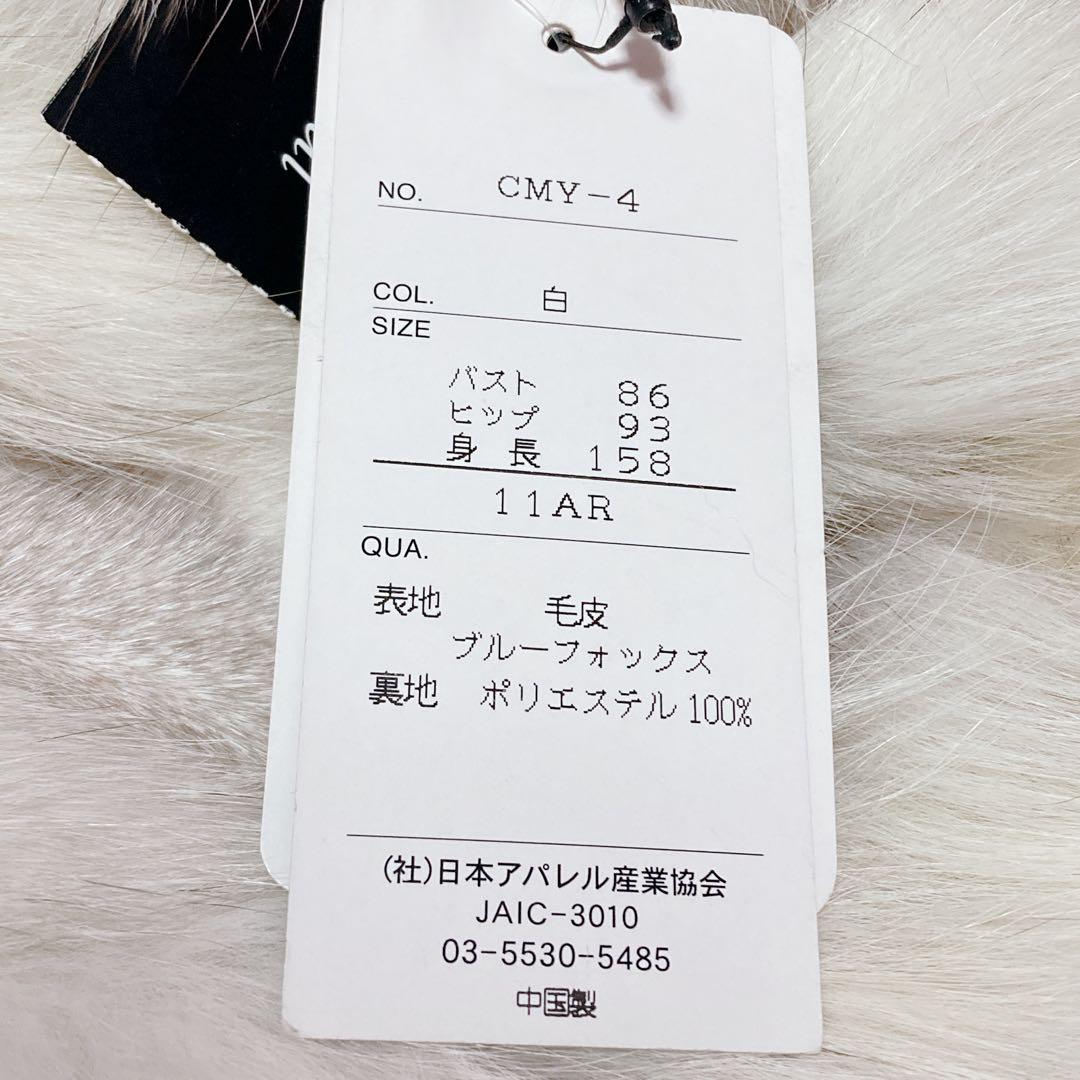 NO. CMY-4
COL. 白
SIZE
バスト 86
ヒップ 93
身長 158
11AR
QUA.
表地 毛皮
ブルーフォックス
裏地 ポリエステル100%
(社)日本アパレル産業協会
JAIC-3010
03-5530-5485
中国製